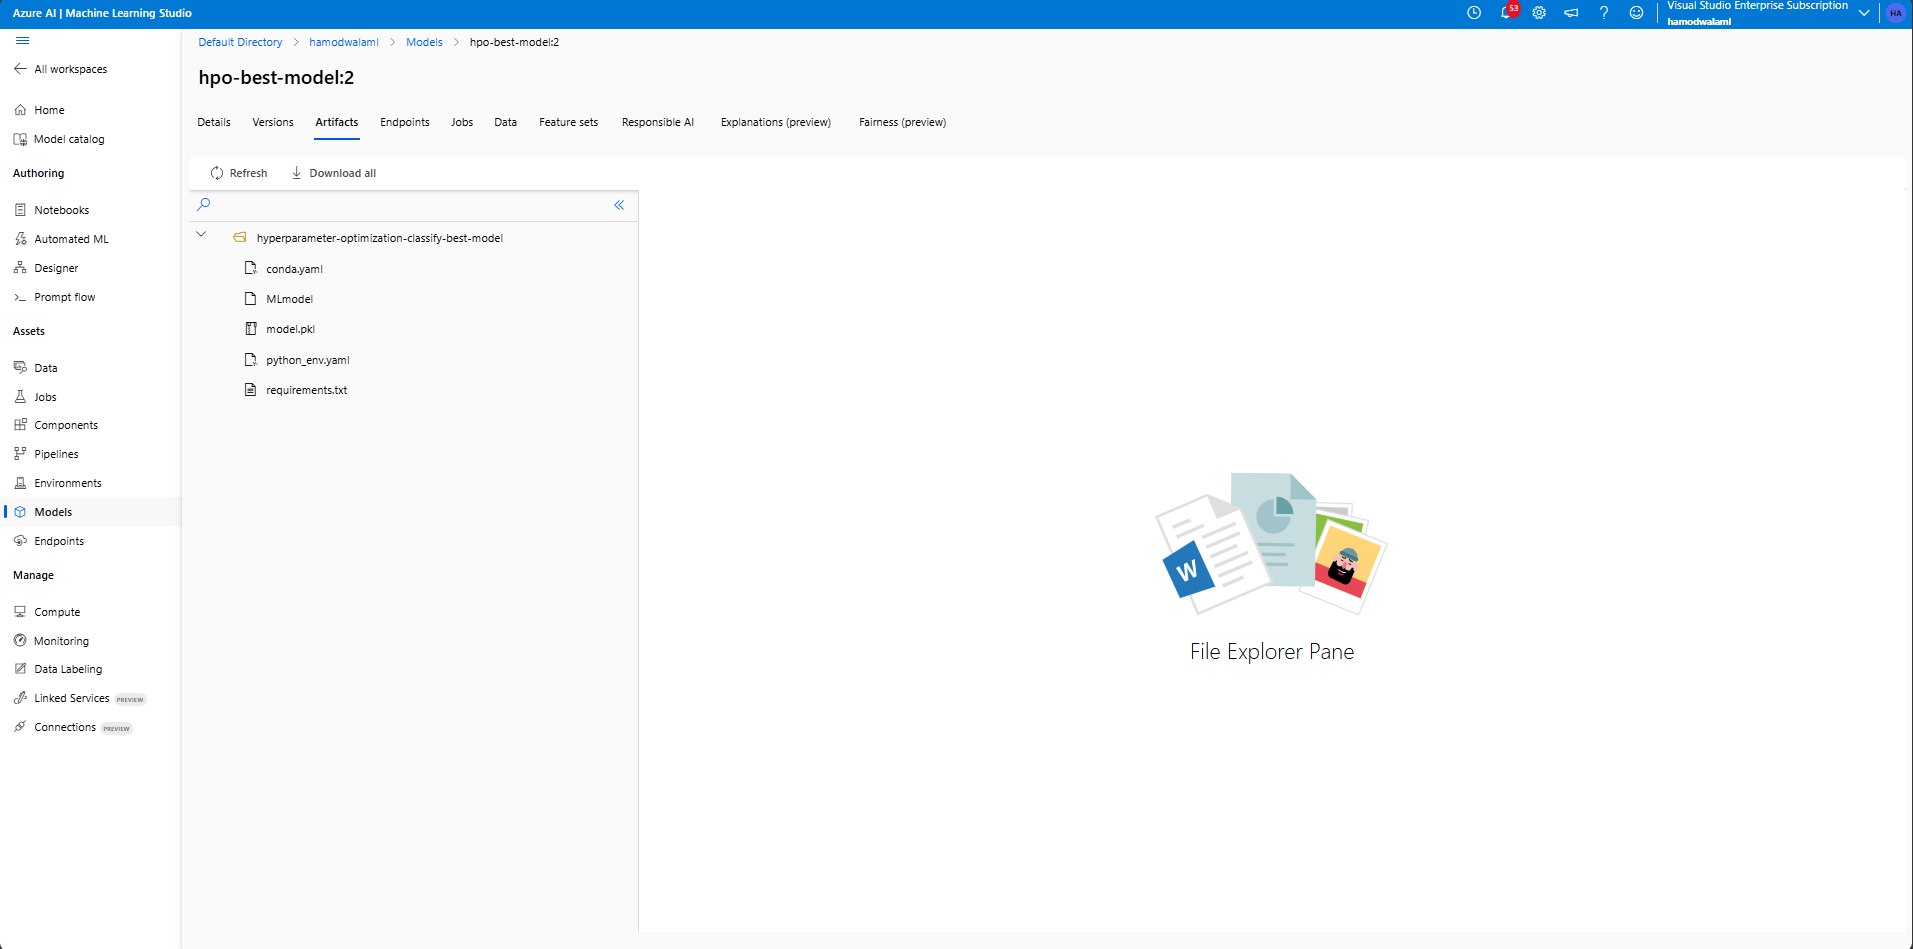 Azure AI | Machine Learning Studio
53
Visual Studio Enterprise Subscription
hamodwalaml
HA
All workspaces
Home
Model catalog
Authoring
Notebooks
Automated ML
Designer
Prompt flow
Assets
Data
Jobs
Components
Pipelines
Environments
Models
Endpoints
Manage
Compute
Monitoring
Data Labeling
Linked Services PREVIEW
Connections PREVIEW
Default Directory > hamodwalaml > Models > hpo-best-model:2
hpo-best-model:2
Details Versions Artifacts Endpoints Jobs Data Feature sets Responsible AI Explanations (preview) Fairness (preview)
Refresh Download all
hyperparameter-optimization-classify-best-model
conda.yaml
MLmodel
model.pkl
python_env.yaml
requirements.txt
W
File Explorer Pane